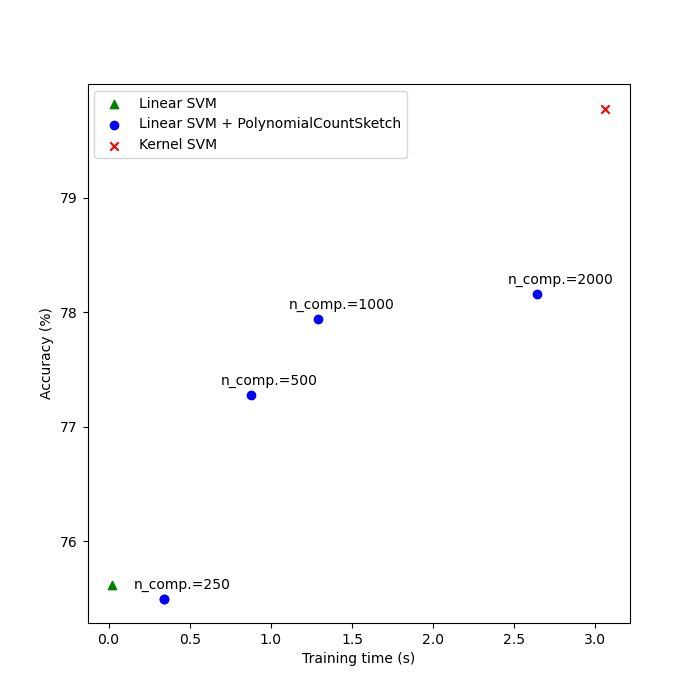 Linear SVM
Linear SVM + PolynomialCountSketch
Kernel SVM
79
n_comp.=2000
n_comp.=1000
78
n_comp.=500
77
76
n_comp.=250
Accuracy (%)
0.0 0.5 1.0 1.5 2.0 2.5 3.0
Training time (s)